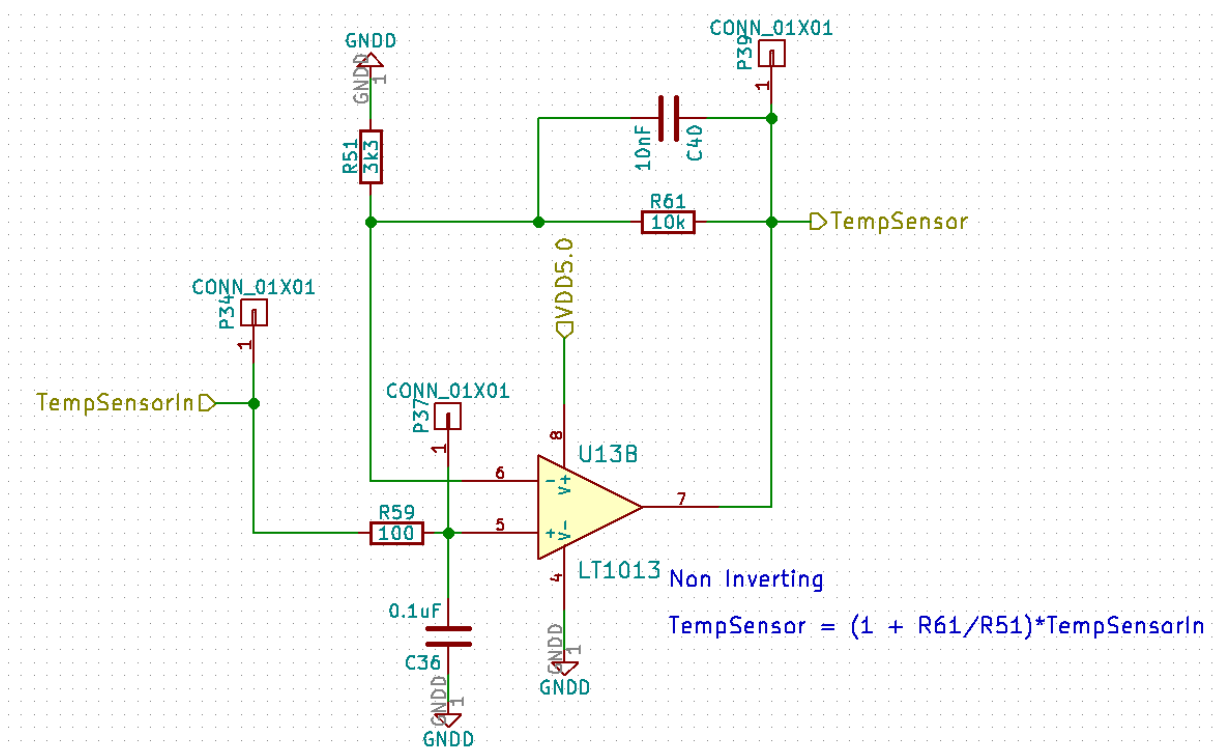 CONN_01X01
P39
1
GNDD
GNDD
1
R51
3k3
10nF
C40
R61
10k
TempSensor
VDD5.0
CONN_01X01
P34
1
TempSensorIn
CONN_01X01
P37
1
8
U13B
6
-
V+
7
R59
100
5
+
V-
4
LT1013
Non Inverting
0.1uF
TempSensor = (1 + R61/R51)*TempSensorIn
C36
GNDD
1
GNDD
GNDD
1
GNDD